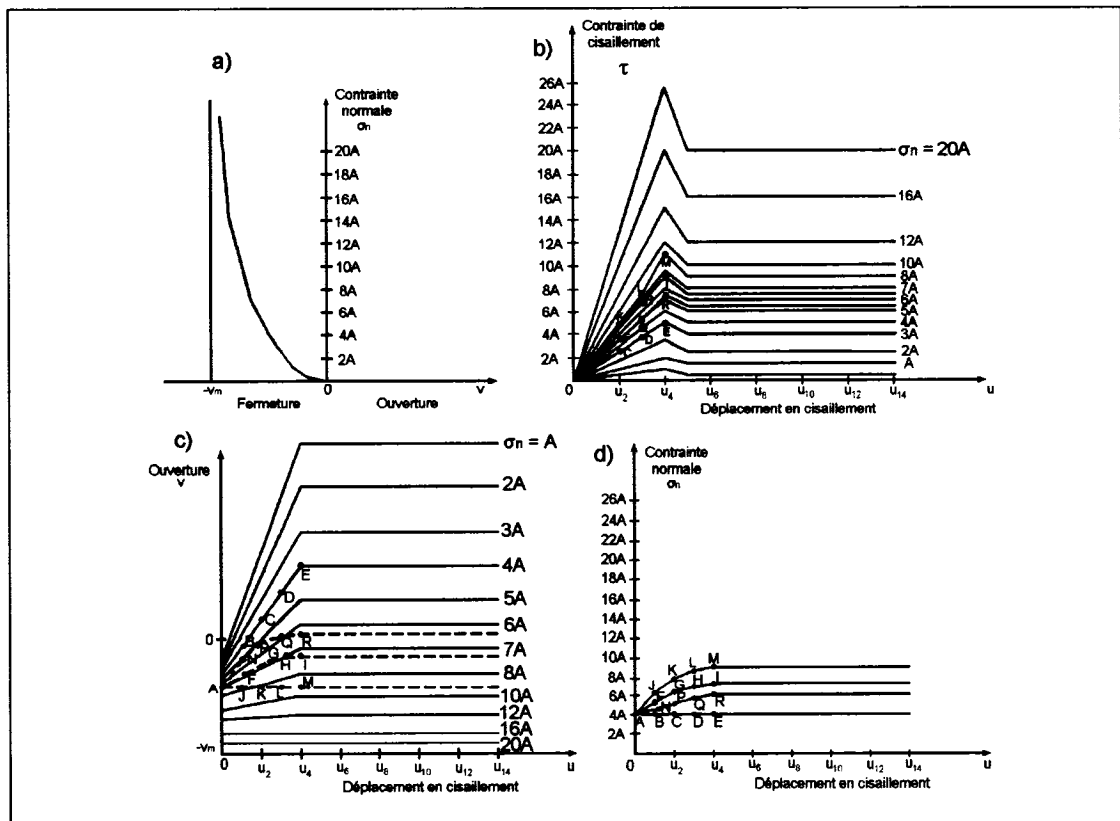 a)
Contrainte
normale
σn
20A
18A
16A
14A
12A
10A
8A
6A
4A
2A
-vm
0
v
Fermeture
Ouverture
b)
Contrainte de
cisaillement
τ
26A
24A
22A
20A
18A
16A
14A
12A
10A
8A
6A
4A
2A
σn = 20A
16A
12A
10A
8A
7A
6A
5A
4A
3A
2A
A
M
E
D
C
0
u2
u4
u6
u8
u10
u12
u14
u
Déplacement en cisaillement
c)
Ouverture
v
σn = A
2A
3A
4A
5A
6A
7A
8A
10A
12A
16A
20A
E
D
C
B
Q
R
G
N
F
H
I
J
K
L
M
0
A
-vm
0
u2
u4
u6
u8
u10
u12
u14
u
Déplacement en cisaillement
d)
Contrainte
normale
σn
26A
24A
22A
20A
18A
16A
14A
12A
10A
8A
6A
4A
2A
J
K
L
M
G
H
I
N
P
Q
R
A
B
C
D
E
0
u2
u4
u6
u8
u10
u12
u14
u
Déplacement en cisaillement